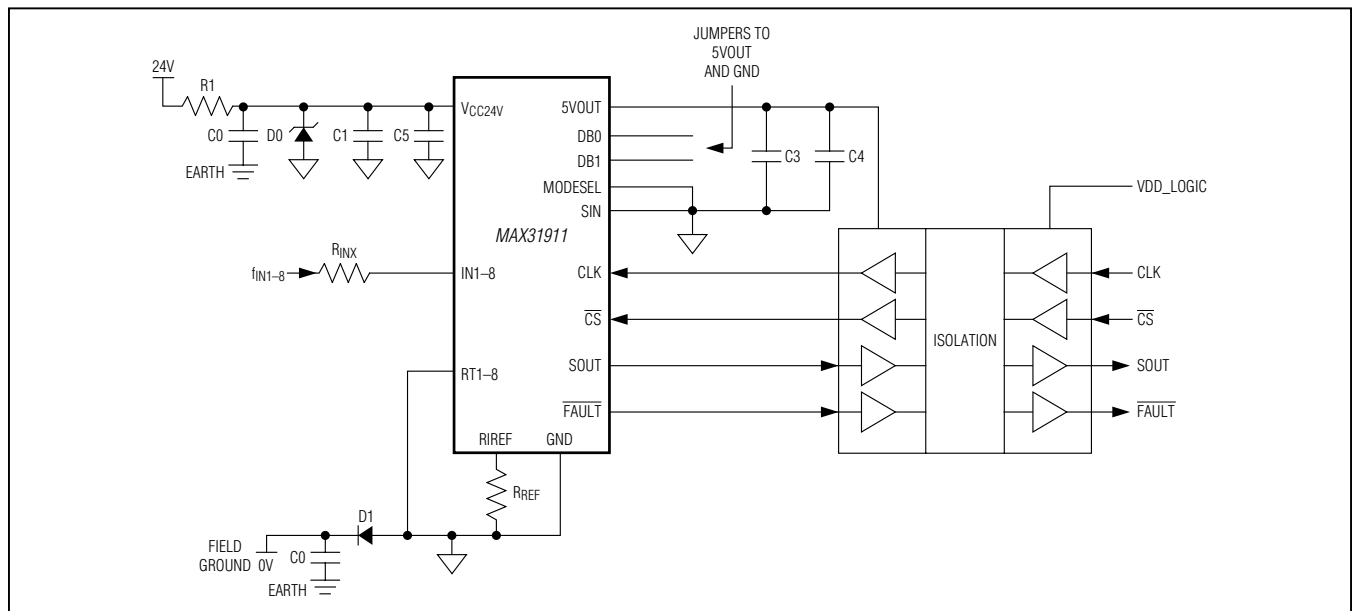 JUMPERS TO
5VOUT
AND GND
24V
R1
VCC24V
5VOUT
C0
D0
C1
C5
DB0
EARTH
DB1
C3
C4
MODESEL
VDD_LOGIC
SIN
MAX31911
RINX
fIN1–8
IN1–8
CLK
CLK
CS
CS
ISOLATION
SOUT
SOUT
RT1–8
FAULT
FAULT
RIREF
GND
RREF
D1
FIELD
GROUND
0V
C0
EARTH